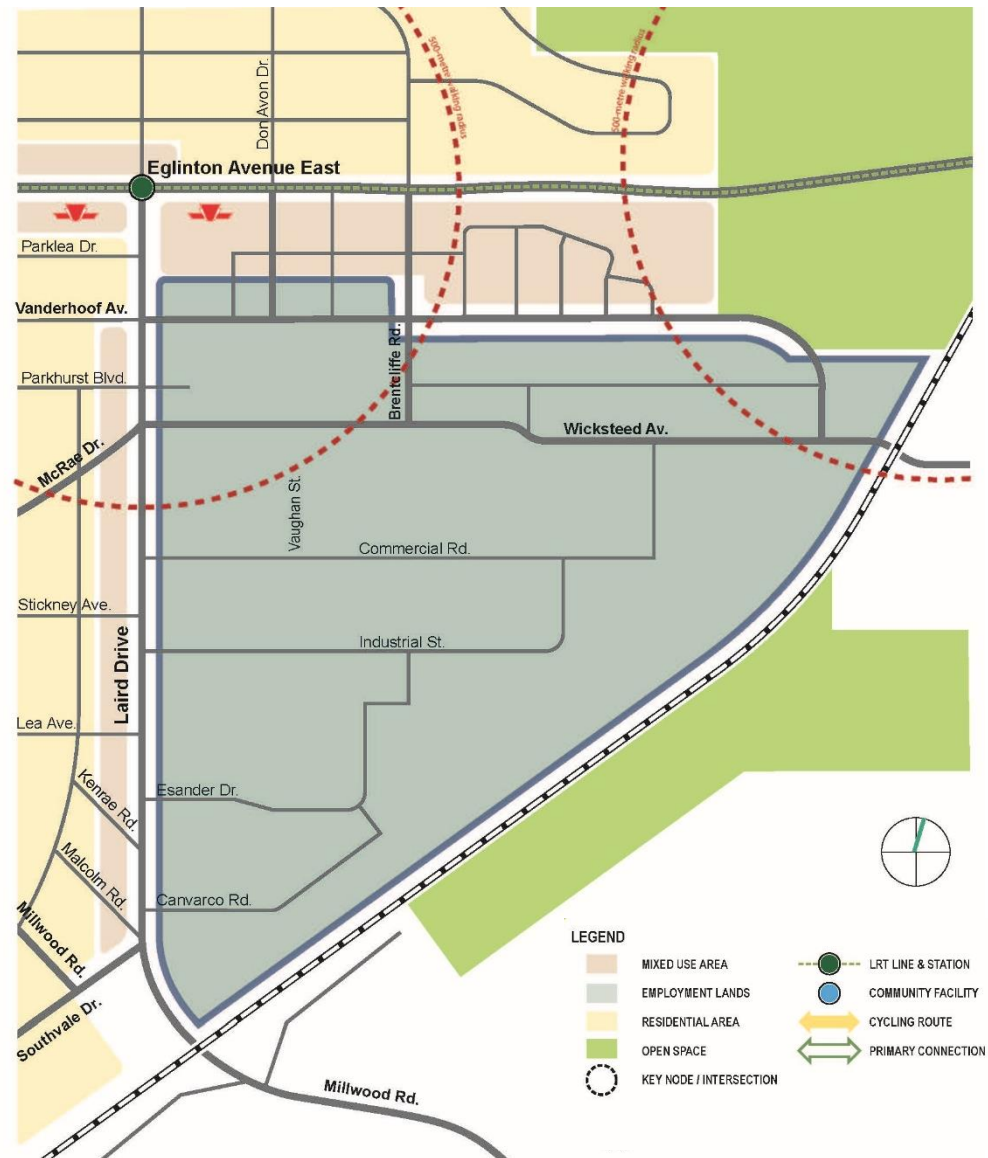 500-metre walking radius
500-metre walking radius
Don Avon Dr.
Eglinton Avenue East
Parklea Dr.
Vanderhoof Av.
Brentcliffe Rd.
Parkhurst Blvd.
Wicksteed Av.
McRae Dr.
Vaughan St.
Commercial Rd.
Stickney Ave.
Industrial St.
Laird Drive
Lea Ave.
Kenrae Rd.
Esander Dr.
Malcolm Rd.
Canvarco Rd.
Millwood Rd.
Southvale Dr.
Millwood Rd.
LEGEND
MIXED USE AREA
EMPLOYMENT LANDS
RESIDENTIAL AREA
OPEN SPACE
KEY NODE / INTERSECTION
LRT LINE & STATION
COMMUNITY FACILITY
CYCLING ROUTE
PRIMARY CONNECTION